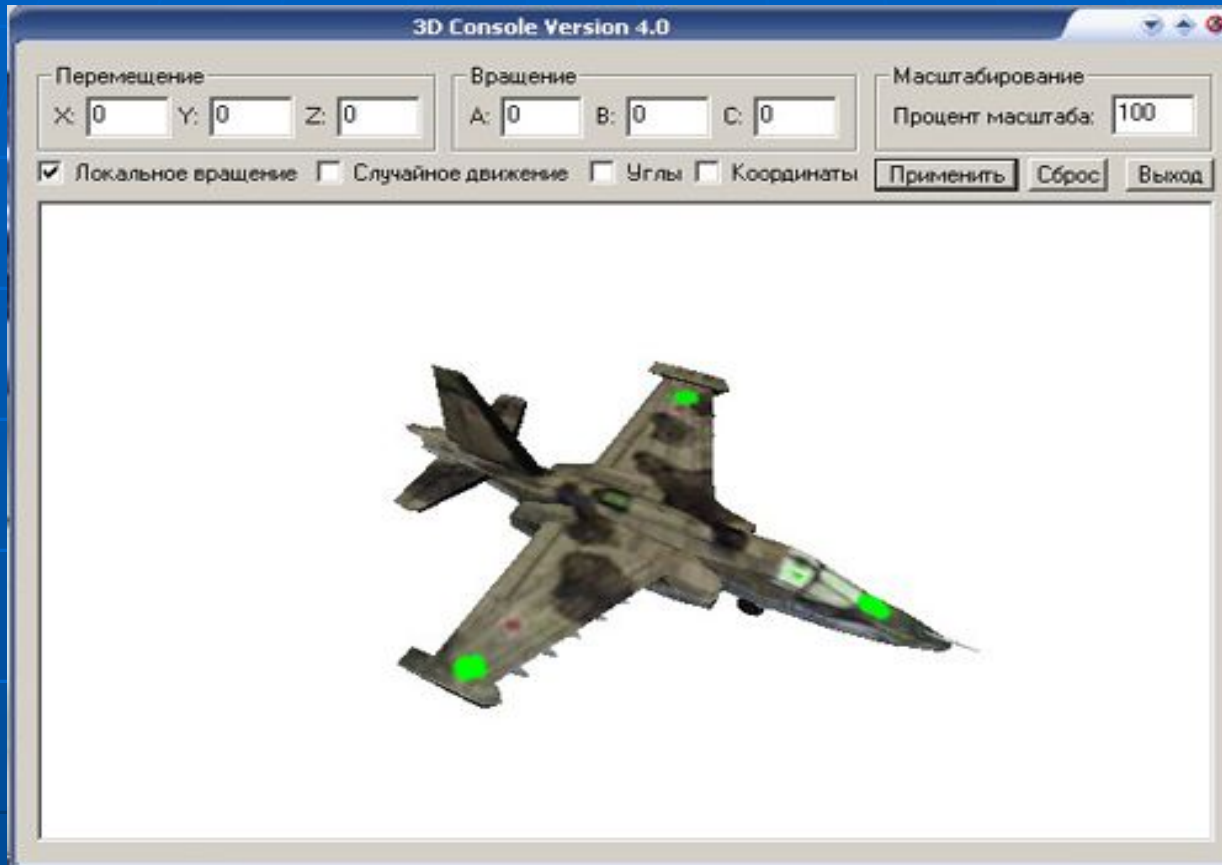 3D Console Version 4.0
Перемещение
X: 0 Y: 0 Z: 0
Вращение
A: 0 B: 0 C: 0
Масштабирование
Процент масштаба: 100
Локальное вращение Случайное движение Углы Координаты Применить Сброс Выход